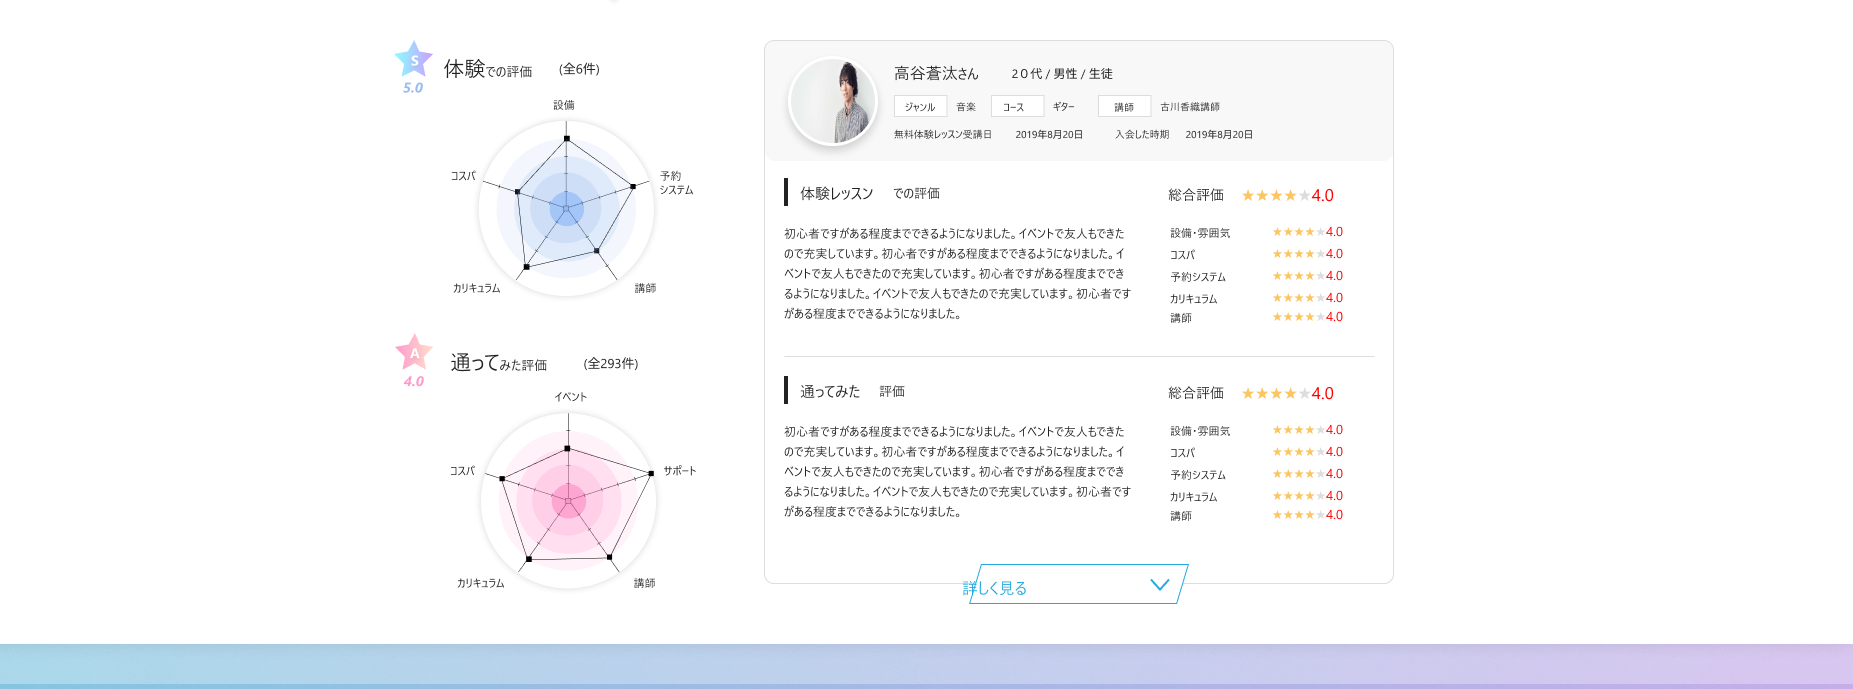 S
5.0
体験での評価 (全6件)
設備
コスパ
予約
システム
カリキュラム
講師
A
4.0
通ってみた評価 (全293件)
イベント
コスパ
サポート
カリキュラム
講師
高谷蒼汰さん 2０代 / 男性 / 生徒
ジャンル 音楽 コース ギター 講師 古川香織講師
無料体験レッスン受講日 2019年8月20日 入会した時期 2019年8月20日
体験レッスン での評価
初心者ですがある程度までできるようになりました。イベントで友人もできた
ので充実しています。初心者ですがある程度までできるようになりました。イ
ベントで友人もできたので充実しています。初心者ですがある程度まででき
るようになりました。イベントで友人もできたので充実しています。初心者です
がある程度までできるようになりました。
総合評価 ★★★★★4.0
設備・雰囲気 ★★★★★4.0
コスパ ★★★★★4.0
予約システム ★★★★★4.0
カリキュラム ★★★★★4.0
講師 ★★★★★4.0
通ってみた 評価
初心者ですがある程度までできるようになりました。イベントで友人もできた
ので充実しています。初心者ですがある程度までできるようになりました。イ
ベントで友人もできたので充実しています。初心者ですがある程度まででき
るようになりました。イベントで友人もできたので充実しています。初心者です
がある程度までできるようになりました。
総合評価 ★★★★★4.0
設備・雰囲気 ★★★★★4.0
コスパ ★★★★★4.0
予約システム ★★★★★4.0
カリキュラム ★★★★★4.0
講師 ★★★★★4.0
詳しく見る